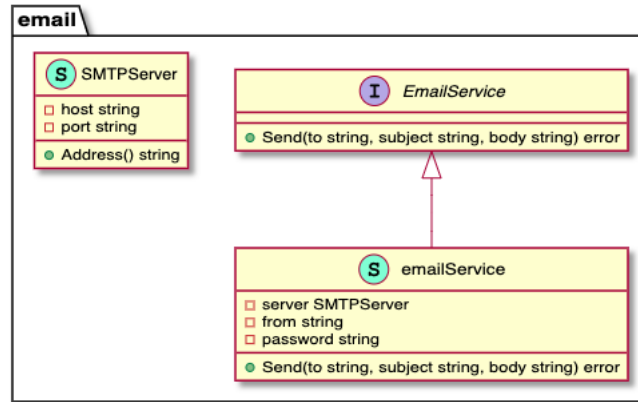 email
S SMTPServer
host string
port string
Address() string
I EmailService
Send(to string, subject string, body string) error
S emailService
server SMTPServer
from string
password string
Send(to string, subject string, body string) error